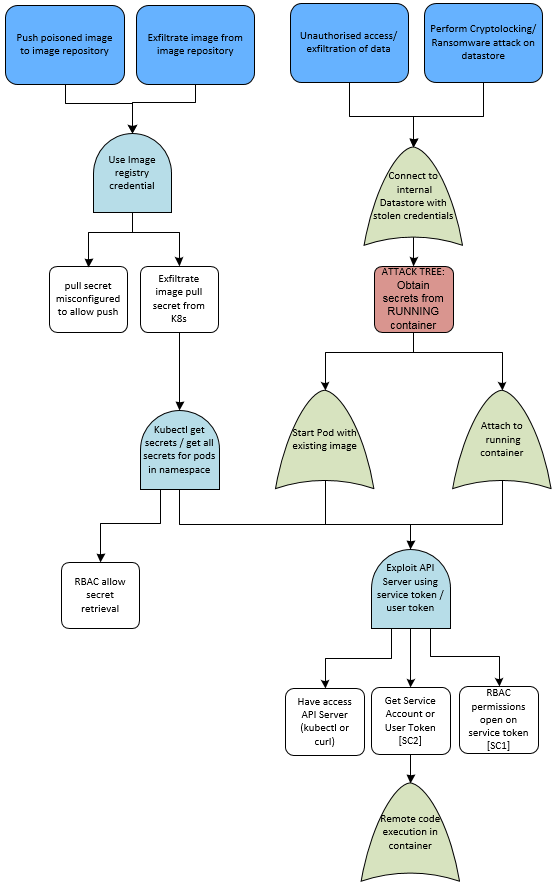 Push poisoned image
to image repository
Exfiltrate image from
image repository
Unauthorised access/
exfiltration of data
Perform Cryptolocking/
Ransomware attack on
datastore
Use Image
registry
credential
Connect to
internal
Datastore with
stolen credentials
pull secret
misconfigured
to allow push
Exfiltrate
image pull
secret from
K8s
ATTACK TREE:
Obtain
secrets from
RUNNING
container
Kubectl get
secrets / get all
secrets for pods
in namespace
Start Pod with
existing image
Attach to
running
container
RBAC allow
secret
retrieval
Exploit API
Server using
service token /
user token
Have access
API Server
(kubectl or
curl)
Get Service
Account or
User Token
[SC2]
RBAC
permissions
open on
service token
[SC1]
Remote code
execution in
container